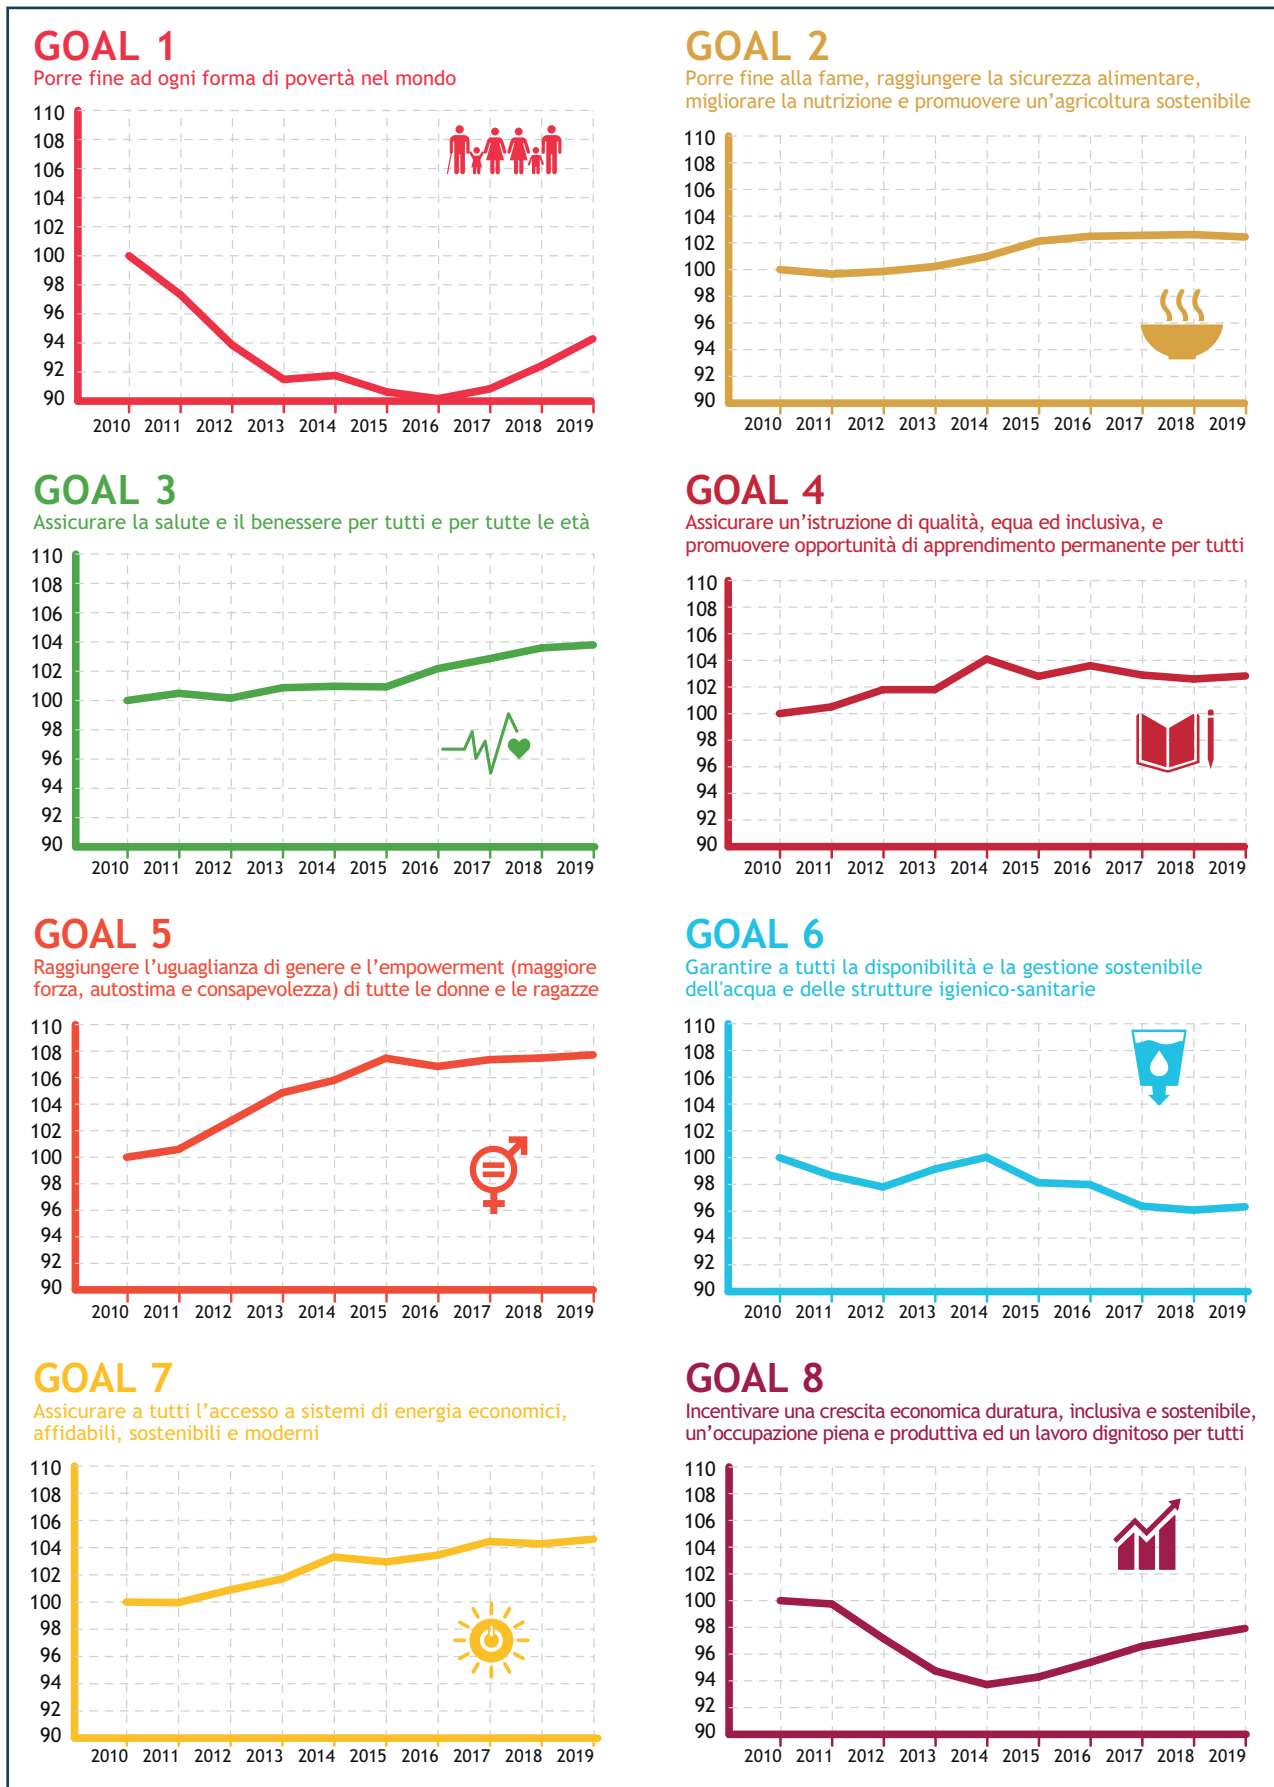 GOAL 1
Porre fine ad ogni forma di povertà nel mondo
110
108
106
104
102
100
98
96
94
92
90
2010 2011 2012 2013 2014 2015 2016 2017 2018 2019
GOAL 2
Porre fine alla fame, raggiungere la sicurezza alimentare,
migliorare la nutrizione e promuovere un’agricoltura sostenibile
110
108
106
104
102
100
98
96
94
92
90
2010 2011 2012 2013 2014 2015 2016 2017 2018 2019
GOAL 3
Assicurare la salute e il benessere per tutti e per tutte le età
110
108
106
104
102
100
98
96
94
92
90
2010 2011 2012 2013 2014 2015 2016 2017 2018 2019
GOAL 4
Assicurare un’istruzione di qualità, equa ed inclusiva, e
promuovere opportunità di apprendimento permanente per tutti
110
108
106
104
102
100
98
96
94
92
90
2010 2011 2012 2013 2014 2015 2016 2017 2018 2019
GOAL 5
Raggiungere l’uguaglianza di genere e l’empowerment (maggiore
forza, autostima e consapevolezza) di tutte le donne e le ragazze
110
108
106
104
102
100
98
96
94
92
90
2010 2011 2012 2013 2014 2015 2016 2017 2018 2019
GOAL 6
Garantire a tutti la disponibilità e la gestione sostenibile
dell'acqua e delle strutture igienico-sanitarie
110
108
106
104
102
100
98
96
94
92
90
2010 2011 2012 2013 2014 2015 2016 2017 2018 2019
GOAL 7
Assicurare a tutti l’accesso a sistemi di energia economici,
affidabili, sostenibili e moderni
110
108
106
104
102
100
98
96
94
92
90
2010 2011 2012 2013 2014 2015 2016 2017 2018 2019
GOAL 8
Incentivare una crescita economica duratura, inclusiva e sostenibile,
un’occupazione piena e produttiva ed un lavoro dignitoso per tutti
110
108
106
104
102
100
98
96
94
92
90
2010 2011 2012 2013 2014 2015 2016 2017 2018 2019